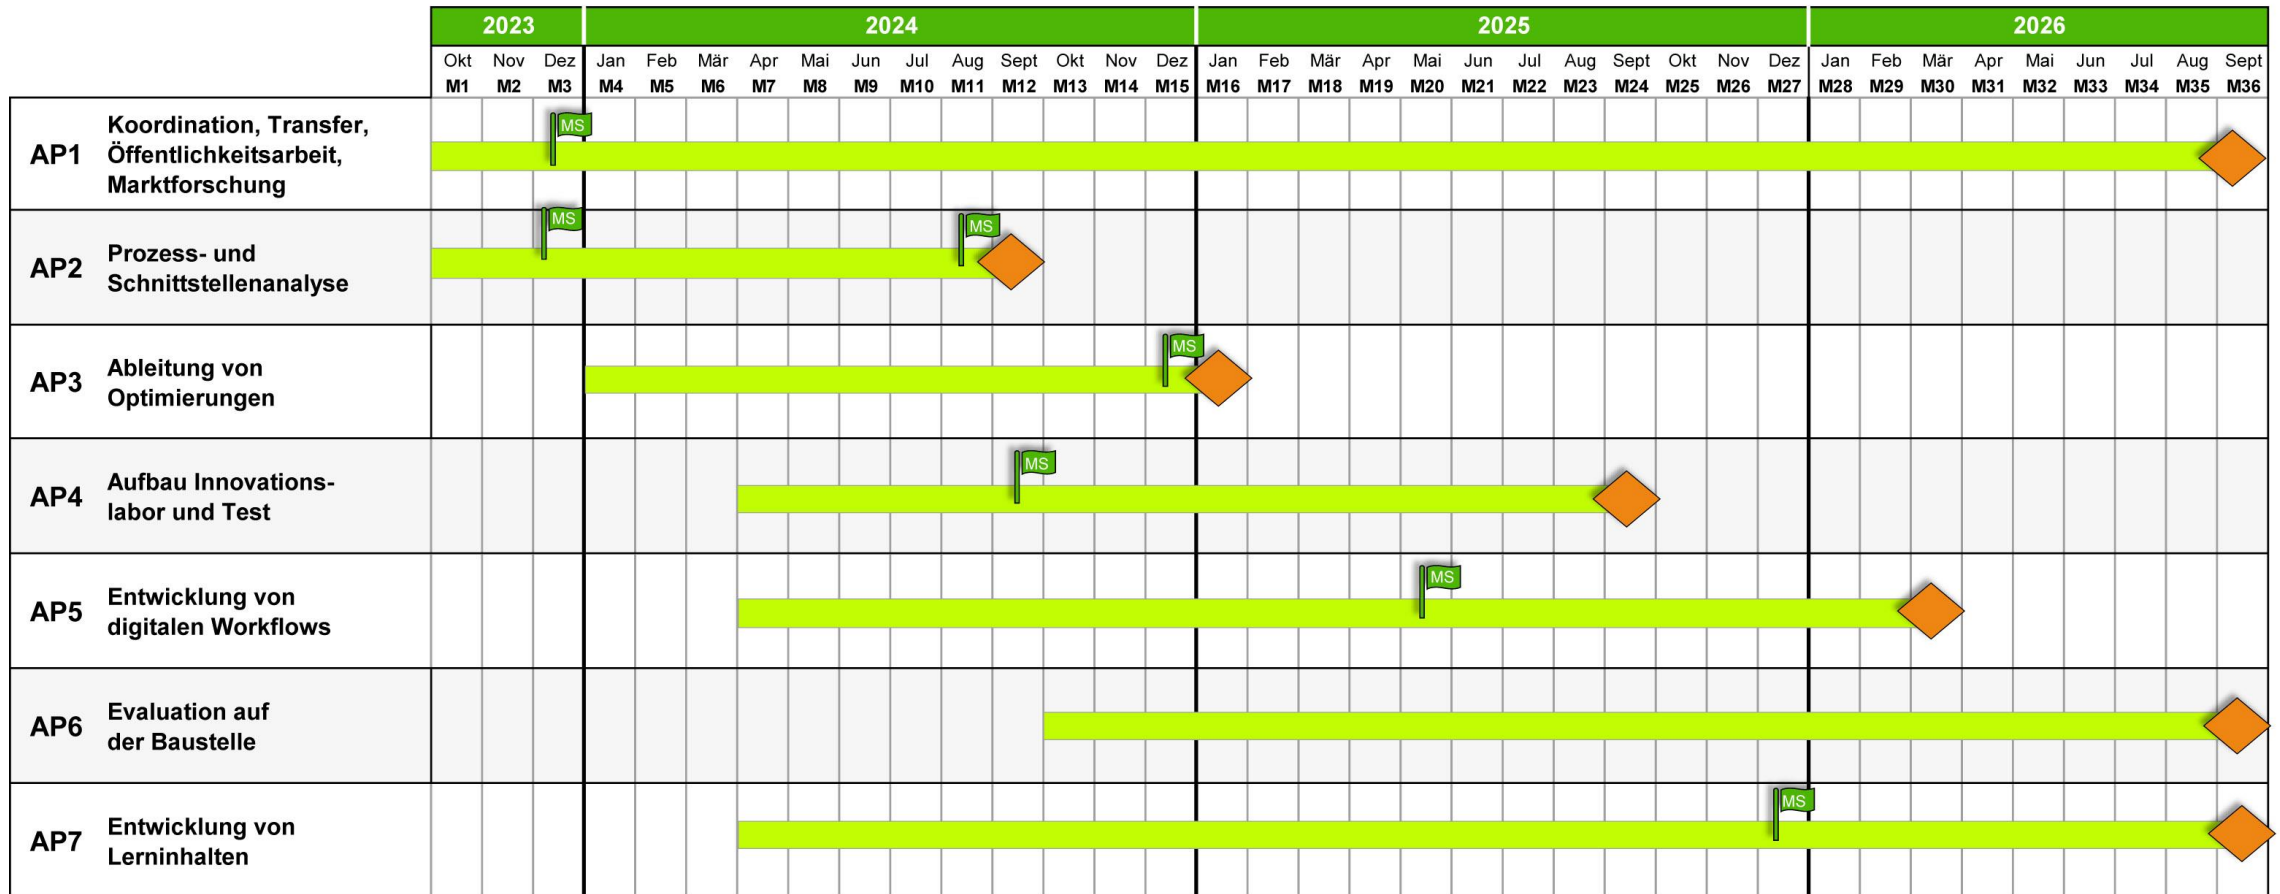 2023 2024 2025 2026
Okt Nov Dez Jan Feb Mär Apr Mai Jun Jul Aug Sept Okt Nov Dez Jan Feb Mär Apr Mai Jun Jul Aug Sept Okt Nov Dez Jan Feb Mär Apr Mai Jun Jul Aug Sept
M1 M2 M3 M4 M5 M6 M7 M8 M9 M10 M11 M12 M13 M14 M15 M16 M17 M18 M19 M20 M21 M22 M23 M24 M25 M26 M27 M28 M29 M30 M31 M32 M33 M34 M35 M36
Koordination, Transfer, MS
AP1 Öffentlichkeitsarbeit,
Marktforschung
MS MS
Prozess- und
AP2
Schnittstellenanalyse
MS
Ableitung von
AP3
Optimierungen
MS
Aufbau Innovations-
AP4
labor und Test
MS
Entwicklung von
AP5
digitalen Workflows
Evaluation auf
AP6
der Baustelle
MS
Entwicklung von
AP7
Lerninhalten